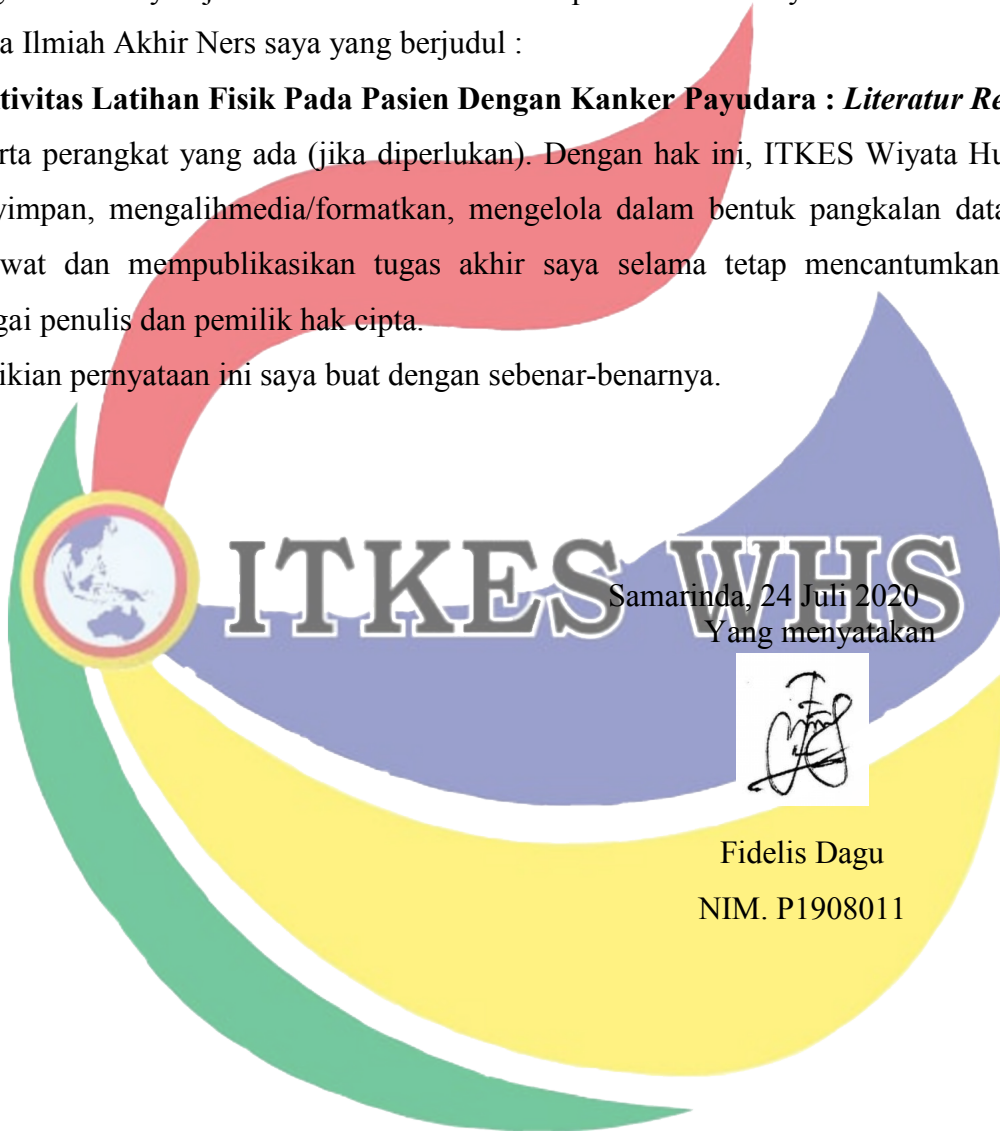 a Ilmiah Akhir Ners saya yang berjudul :
tivitas Latihan Fisik Pada Pasien Dengan Kanker Payudara : Literatur Re
rta perangkat yang ada (jika diperlukan). Dengan hak ini, ITKES Wiyata Hu
yimpan, mengalihmedia/formatkan, mengelola dalam bentuk pangkalan data
wat dan mempublikasikan tugas akhir saya selama tetap mencantumkan
gai penulis dan pemilik hak cipta.
ikian pernyataan ini saya buat dengan sebenar-benarnya.
ITKES WHS
Samarinda, 24 Juli 2020
Yang menyatakan
Fidelis Dagu
NIM. P1908011